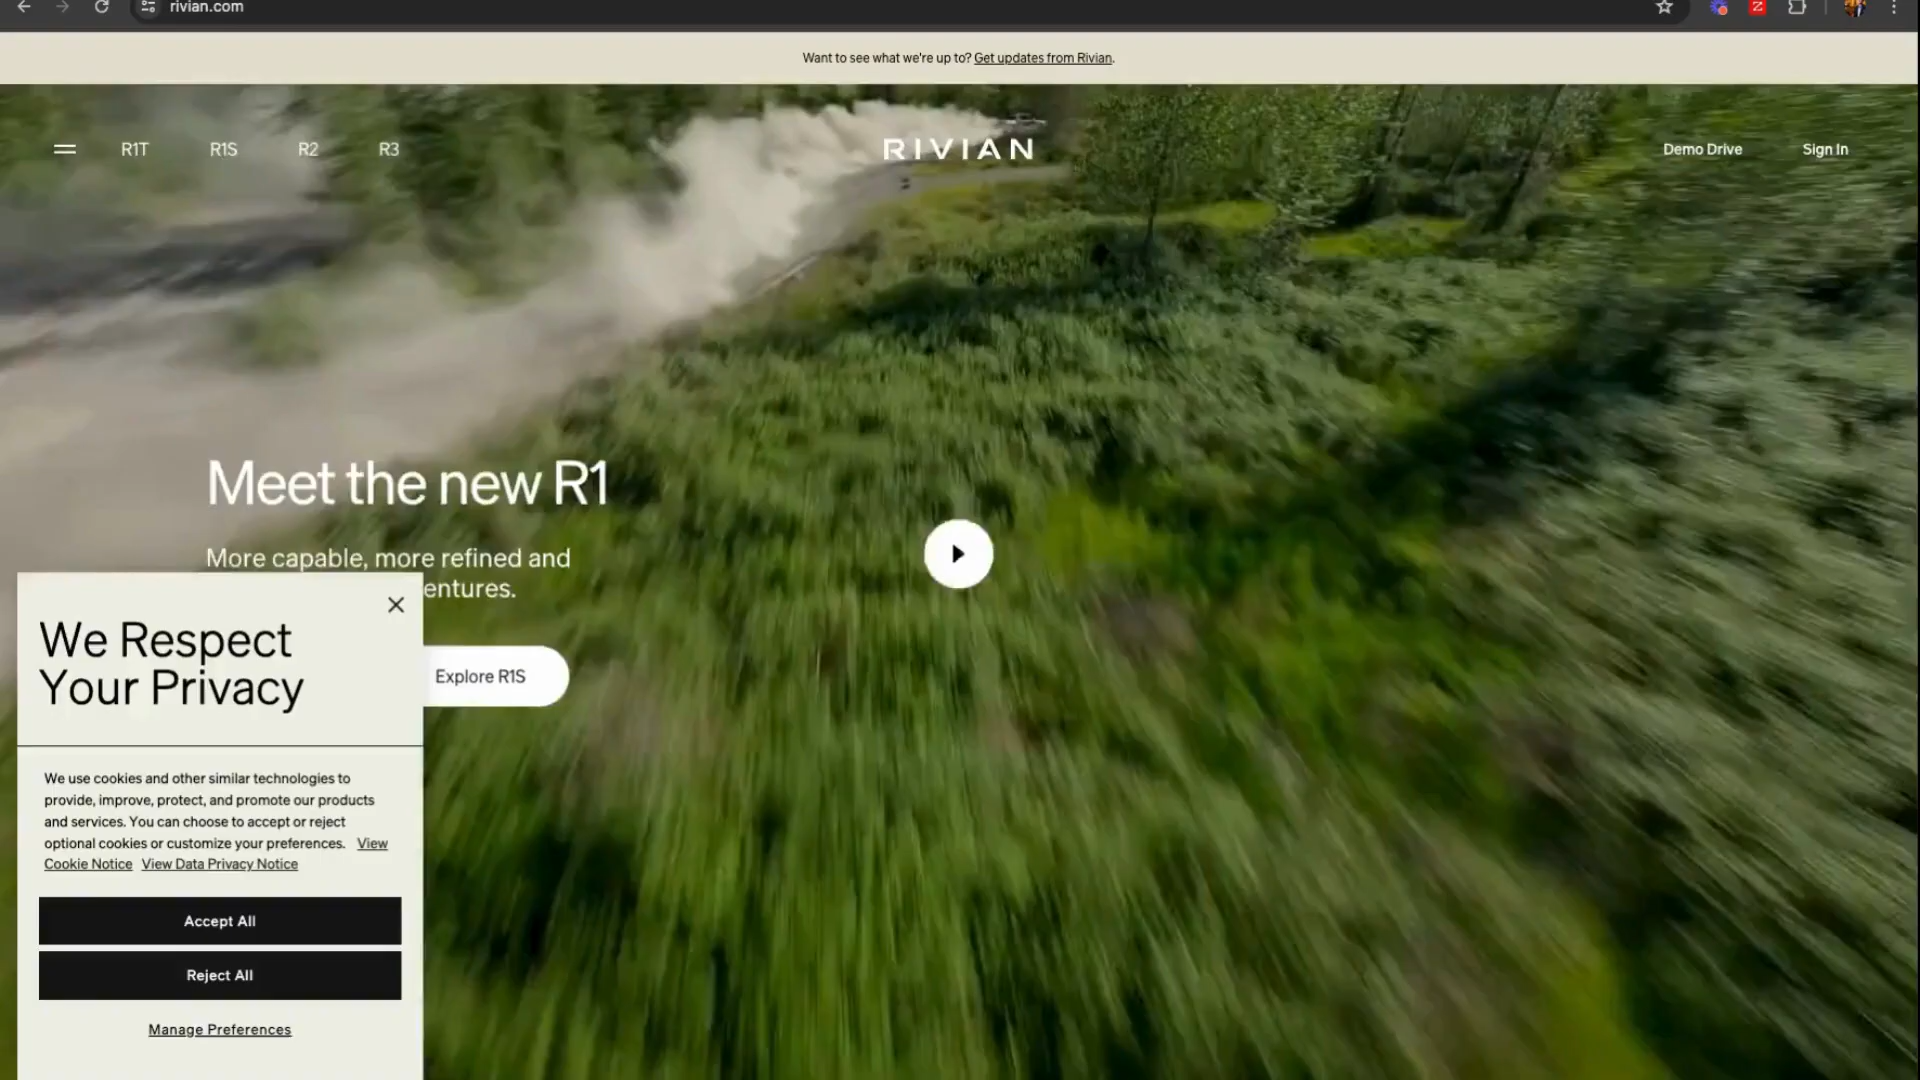 rivian.com
Want to see what we're up to? Get updates from Rivian.
R1T R1S R2 R3 RIVIAN Demo Drive Sign In
Meet the new R1
More capable, more refined and
entures.
Explore R1S
We Respect
Your Privacy
We use cookies and other similar technologies to
provide, improve, protect, and promote our products
and services. You can choose to accept or reject
optional cookies or customize your preferences. View
Cookie Notice View Data Privacy Notice
Accept All
Reject All
Manage Preferences